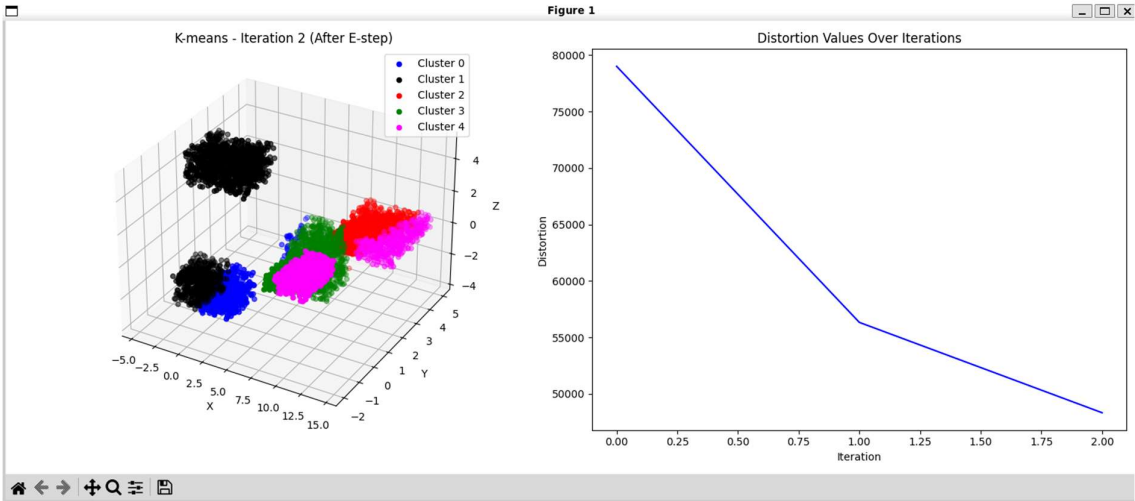 Figure 1
K-means - Iteration 2 (After E-step)
Cluster 0
Cluster 1
Cluster 2
Cluster 3
Cluster 4
4
2
0
−2
−4
Z
−5.0
−2.5
0.0
2.5
5.0
7.5
10.0
12.5
15.0
X
−2
−1
0
1
2
3
4
5
Y
Distortion Values Over Iterations
80000
75000
70000
65000
60000
55000
50000
Distortion
0.00 0.25 0.50 0.75 1.00 1.25 1.50 1.75 2.00
Iteration